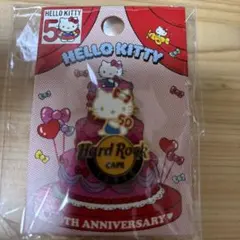 HELLO KITTY
50
HELLO KITTY
50
Hard Rock
CAFE
TH ANNIVERSARY